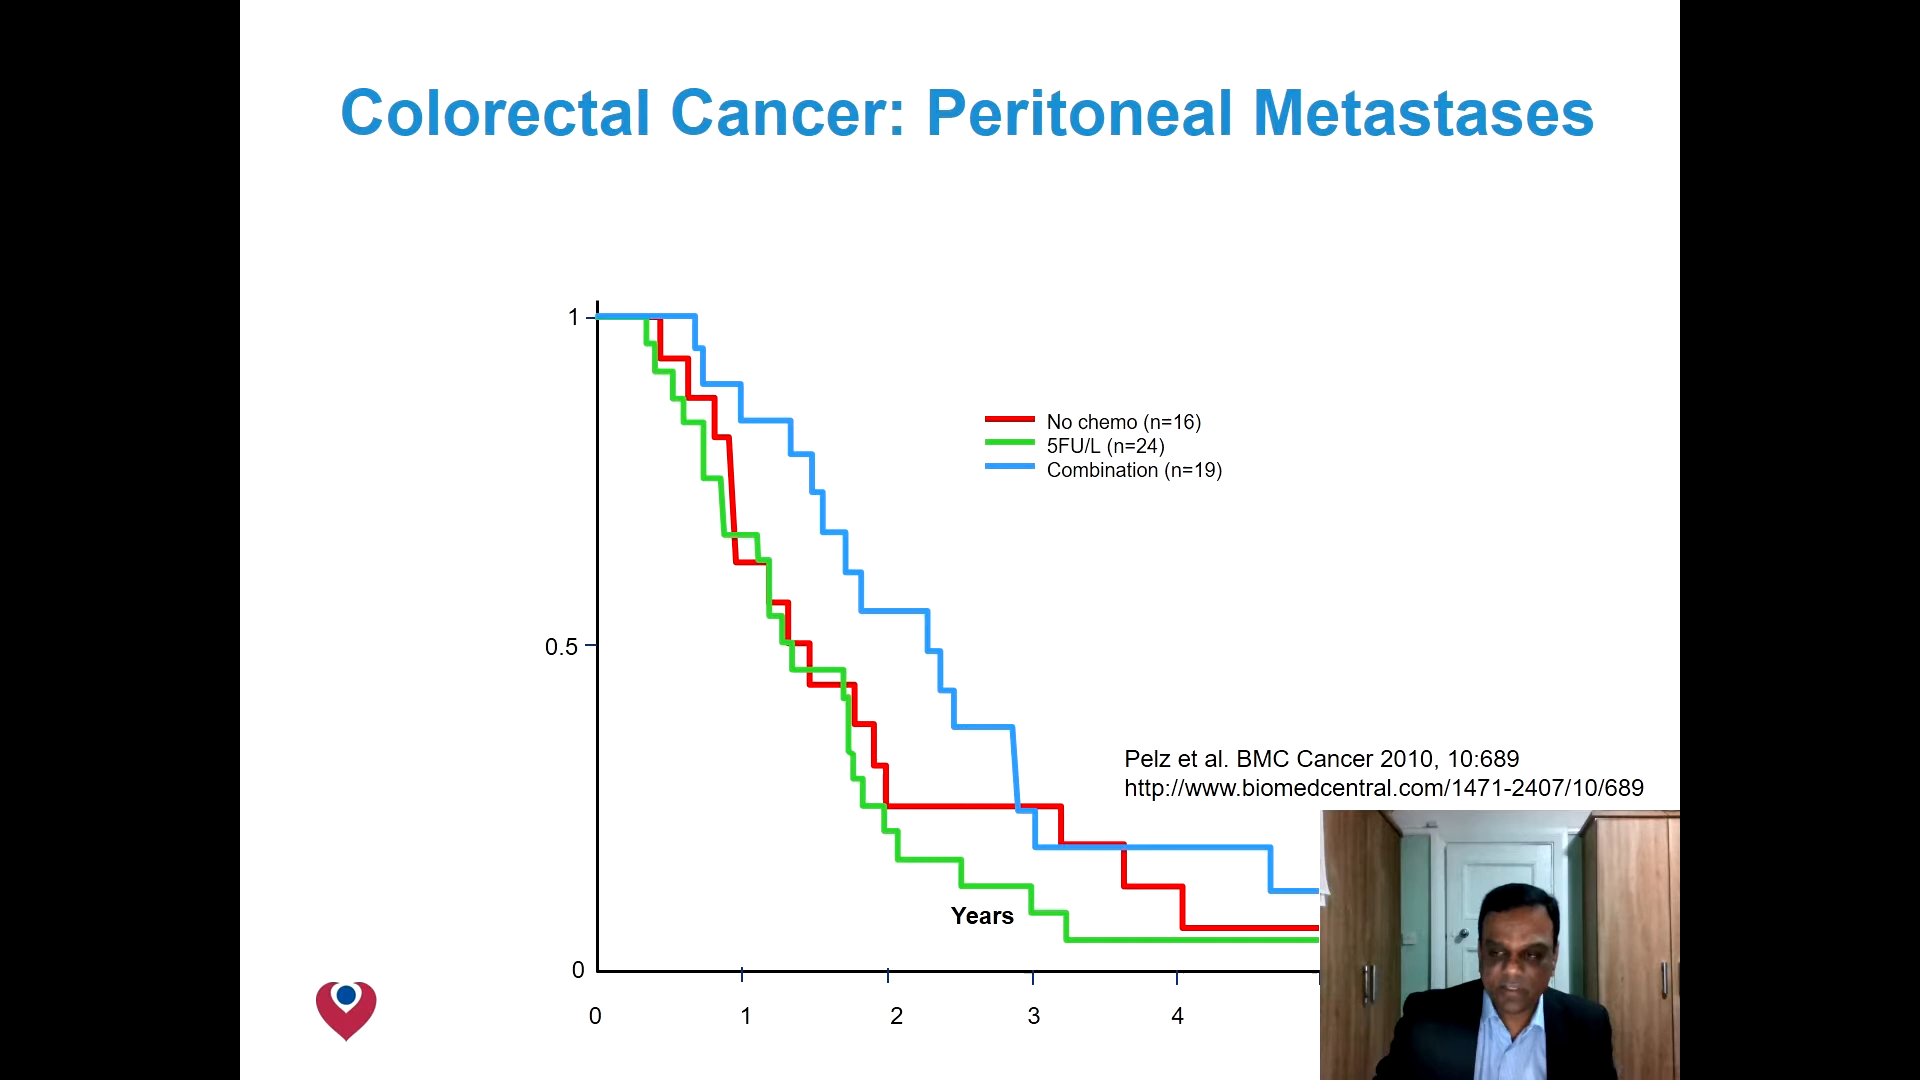 Colorectal Cancer: Peritoneal Metastases
1
No chemo (n=16)
5FU/L (n=24)
Combination (n=19)
0.5
Pelz et al. BMC Cancer 2010, 10:689
http://www.biomedcentral.com/1471-2407/10/689
Years
0
0 1 2 3 4